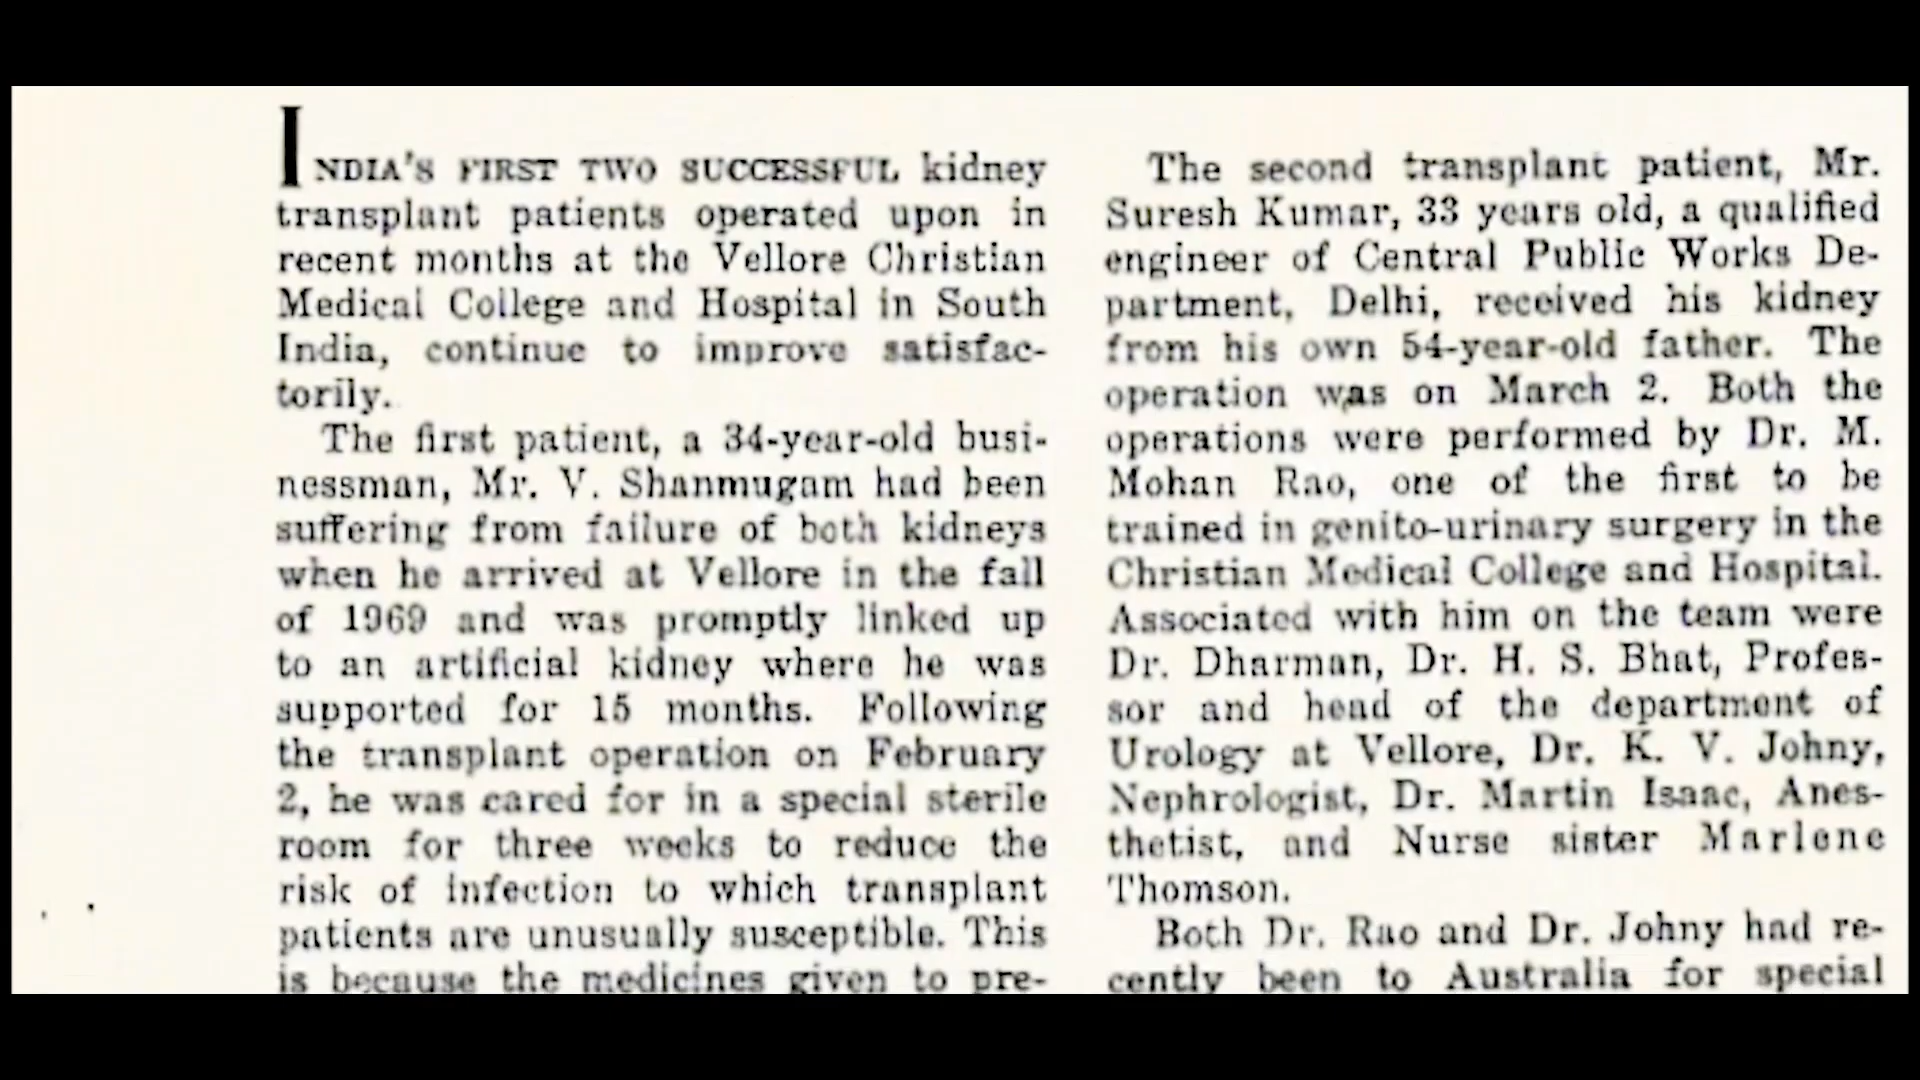 INDIA'S FIRST TWO SUCCESSFUL kidney
transplant patients operated upon in
recent months at the Vellore Christian
Medical College and Hospital in South
India, continue to improve satisfac-
torily.
The first patient, a 34-year-old busi-
nessman, Mr. V. Shanmugam had been
suffering from failure of both kidneys
when he arrived at Vellore in the fall
of 1969 and was promptly linked up
to an artificial kidney where he was
supported for 15 months. Following
the transplant operation on February
2, he was cared for in a special sterile
room for three weeks to reduce the
risk of infection to which transplant
patients are unusually susceptible. This
is because the medicines given to pre-
The second transplant patient, Mr.
Suresh Kumar, 33 years old, a qualified
engineer of Central Public Works De-
partment, Delhi, received his kidney
from his own 54-year-old father. The
operation was on March 2. Both the
operations were performed by Dr. M.
Mohan Rao, one of the first to be
trained in genito-urinary surgery in the
Christian Medical College and Hospital.
Associated with him on the team were
Dr. Dharman, Dr. H. S. Bhat, Profes-
sor and head of the department of
Urology at Vellore, Dr. K. V. Johny,
Nephrologist, Dr. Martin Isaac, Anes-
thetist, and Nurse sister Marlene
Thomson.
Both Dr. Rao and Dr. Johny had re-
cently been to Australia for special